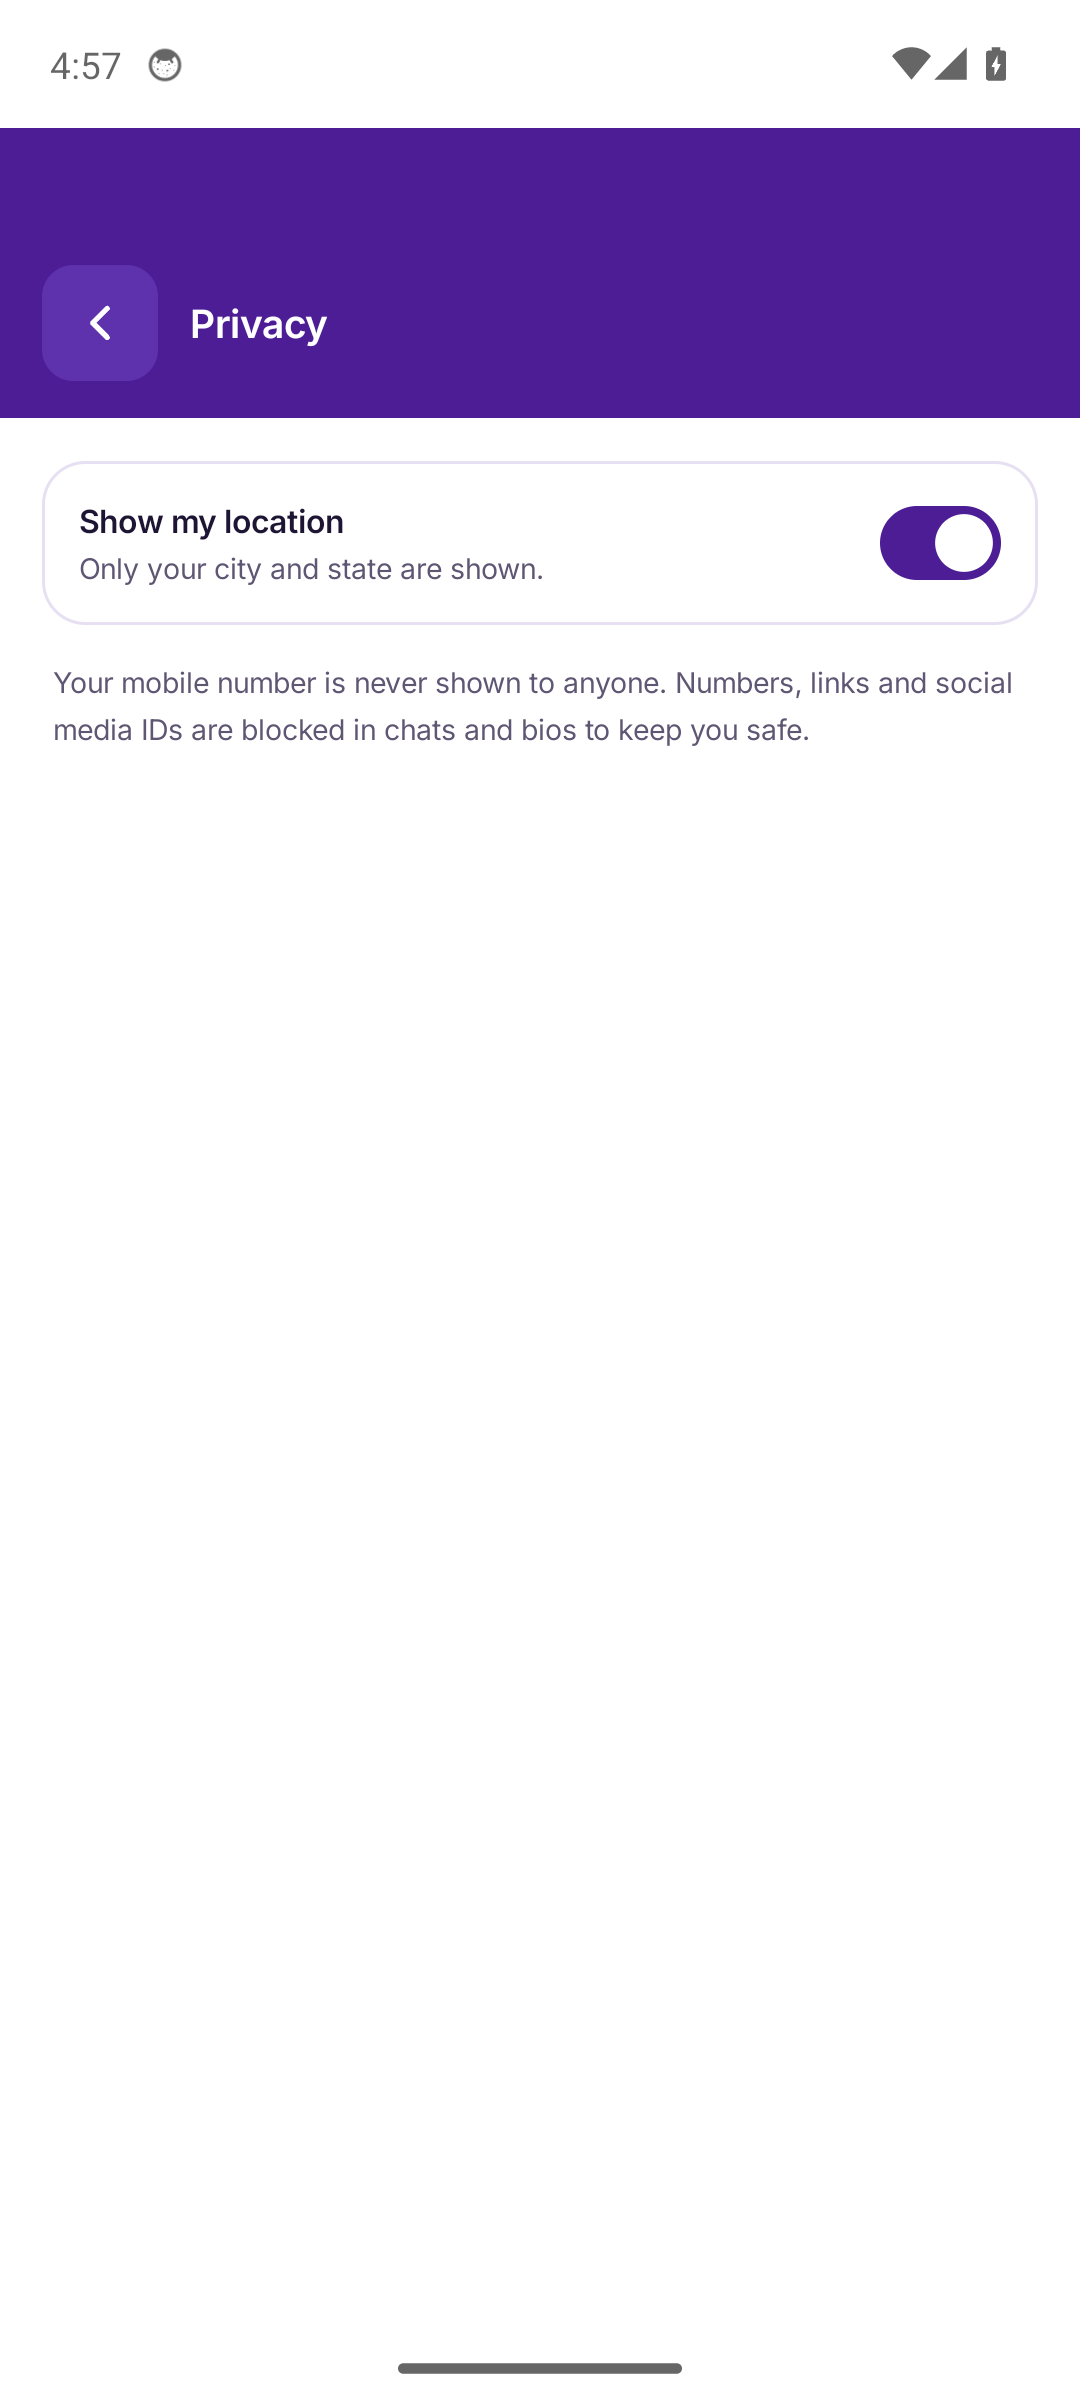 4:57
Privacy
Show my location
Only your city and state are shown.
Your mobile number is never shown to anyone. Numbers, links and social
media IDs are blocked in chats and bios to keep you safe.